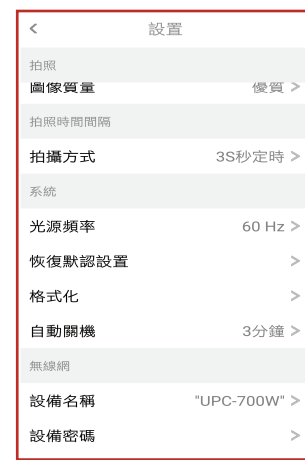 < 設置
拍照
圖像質量 優質 >
拍照時間間隔
拍攝方式 3S秒定時 >
系統
光源頻率 60 Hz >
恢復默認設置 >
格式化 >
自動關機 3分鐘 >
無線網
設備名稱 "UPC-700W" >
設備密碼 >